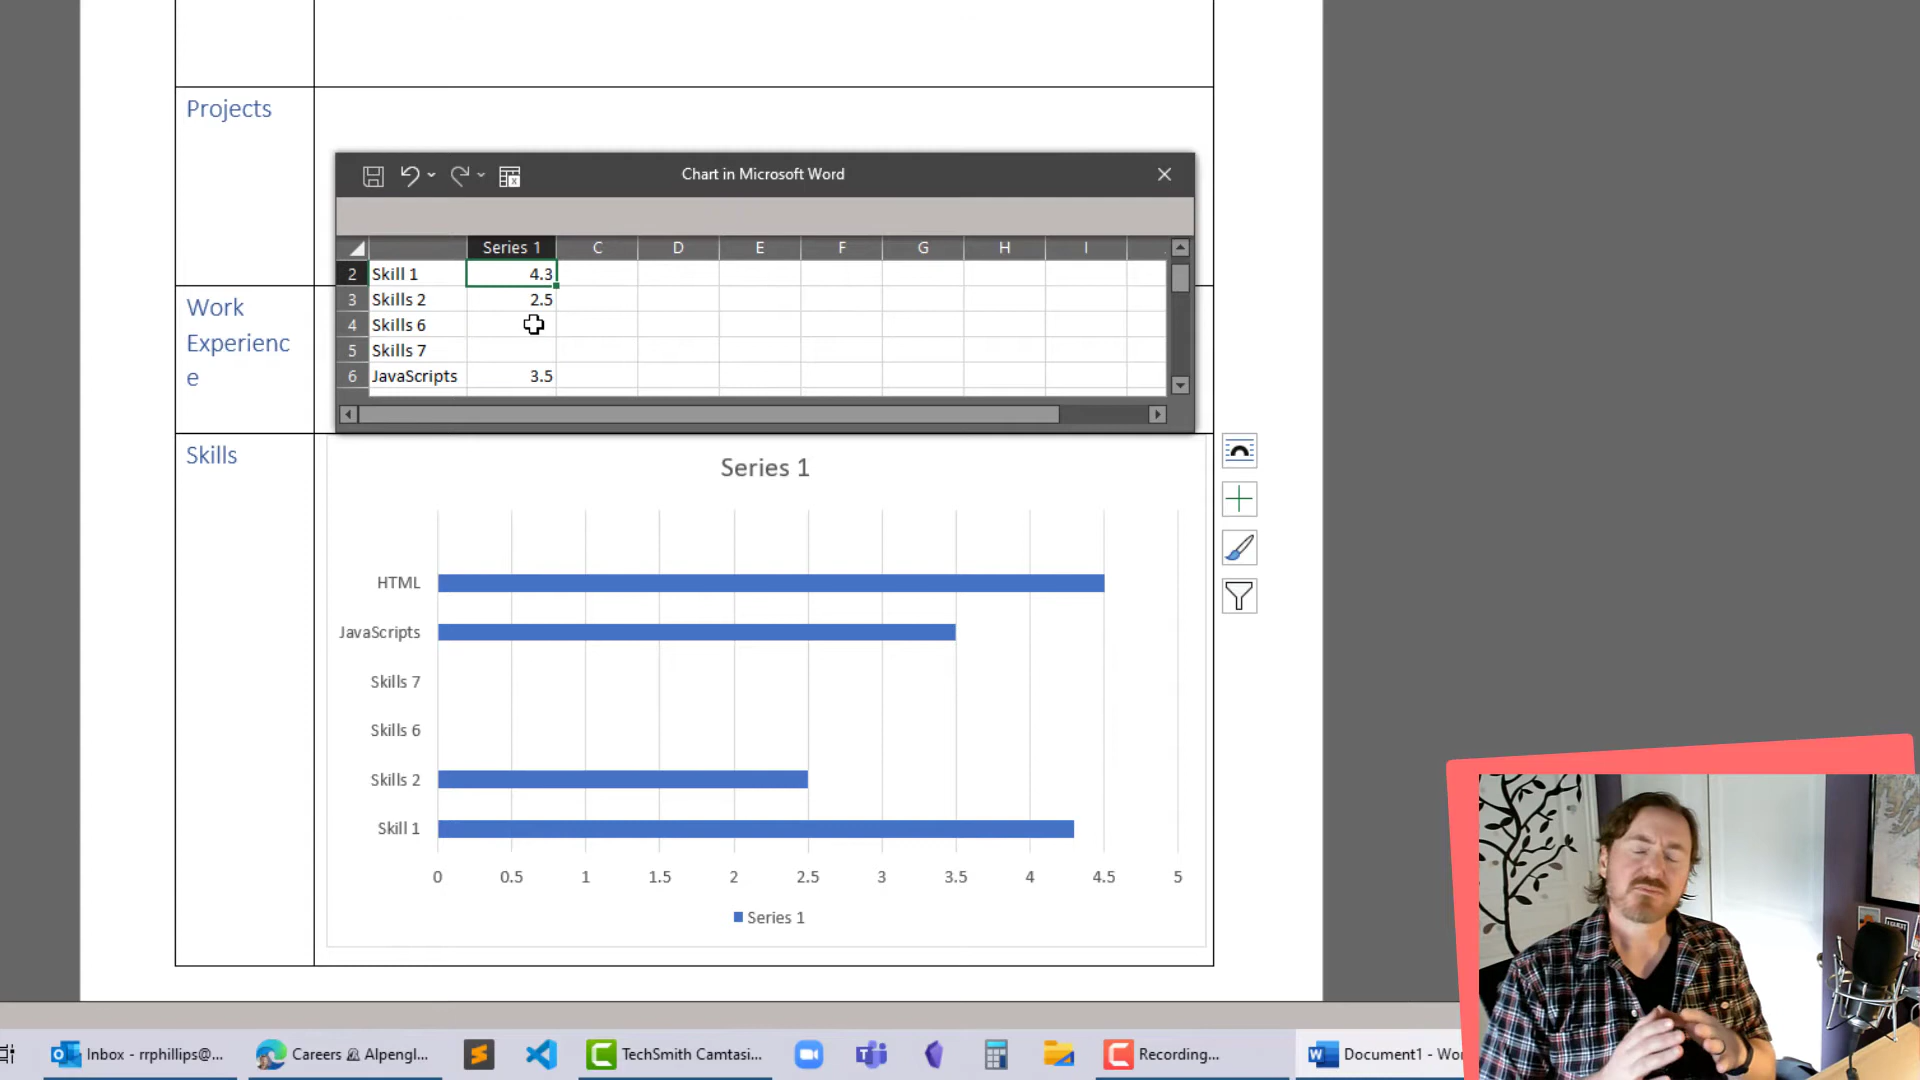 Projects
Chart in Microsoft Word
Series 1 C D E F G H I
2 Skill 1 4.3
3 Skills 2 2.5
4 Skills 6
5 Skills 7
6 JavaScripts 3.5
Work
Experienc
e
Skills
Series 1
HTML
JavaScripts
Skills 7
Skills 6
Skills 2
Skill 1
0 0.5 1 1.5 2 2.5 3 3.5 4 4.5 5
Series 1
Inbox - rrphillips@...
Careers
Alpengl...
TechSmith Camtasi...
Recording...
Document1 - Wo